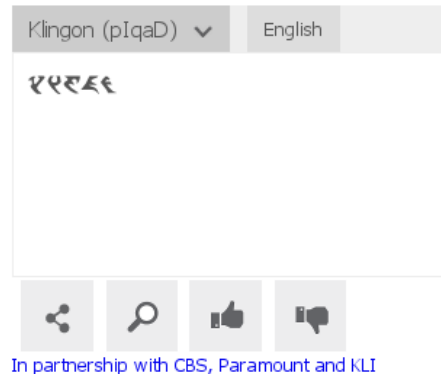 Klingon (pIqaD) English
In partnership with CBS, Paramount and KLI